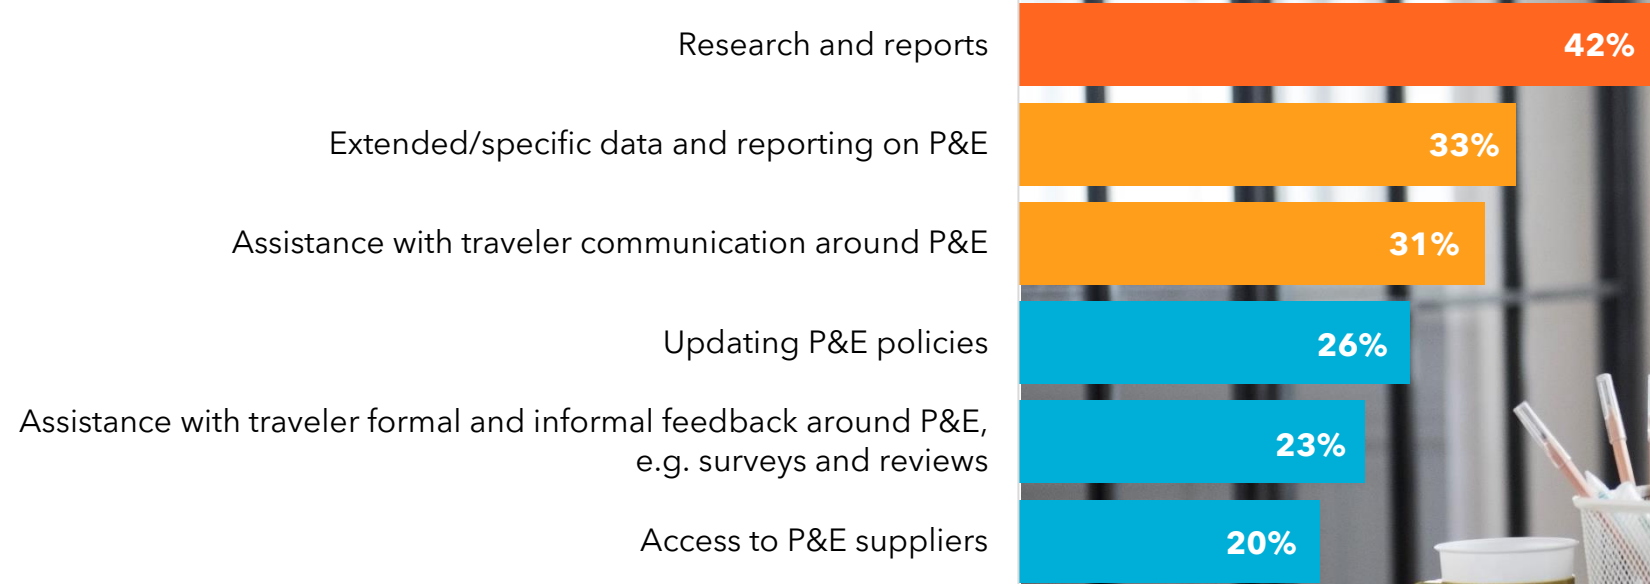 Research and reports
42%
Extended/specific data and reporting on P&E
33%
Assistance with traveler communication around P&E
31%
Updating P&E policies
26%
Assistance with traveler formal and informal feedback around P&E,
e.g. surveys and reviews
23%
Access to P&E suppliers
20%